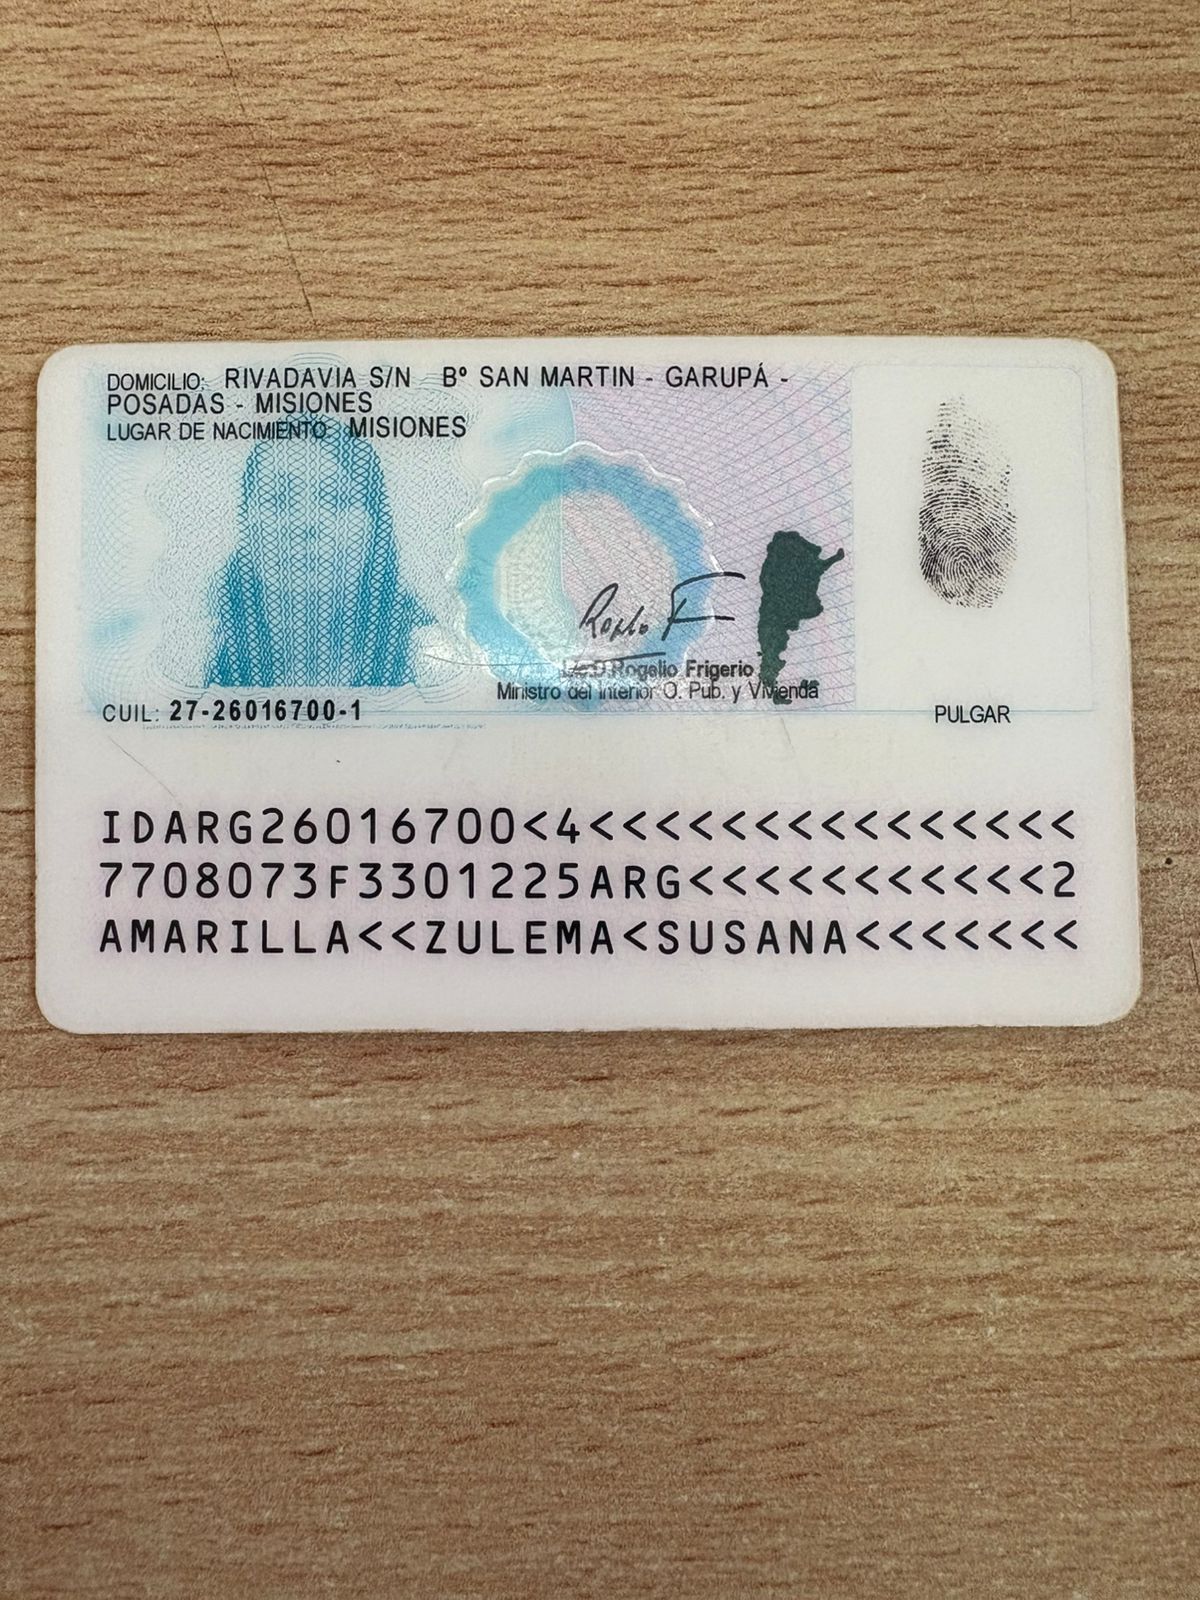 DOMICILIO: RIVADAVIA S/N Bº SAN MARTIN - GARUPÁ -
POSADAS - MISIONES
LUGAR DE NACIMIENTO: MISIONES
Lic.D.Rogelio Frigerio
Ministro del Interior O. Pub. y Vivienda
CUIL: 27-26016700-1
PULGAR
IDARG26016700<4<<<<<<<<<<<<<<<
7708073F3301225ARG<<<<<<<<<<<2
AMARILLA<<ZULEMA<SUSANA<<<<<<<